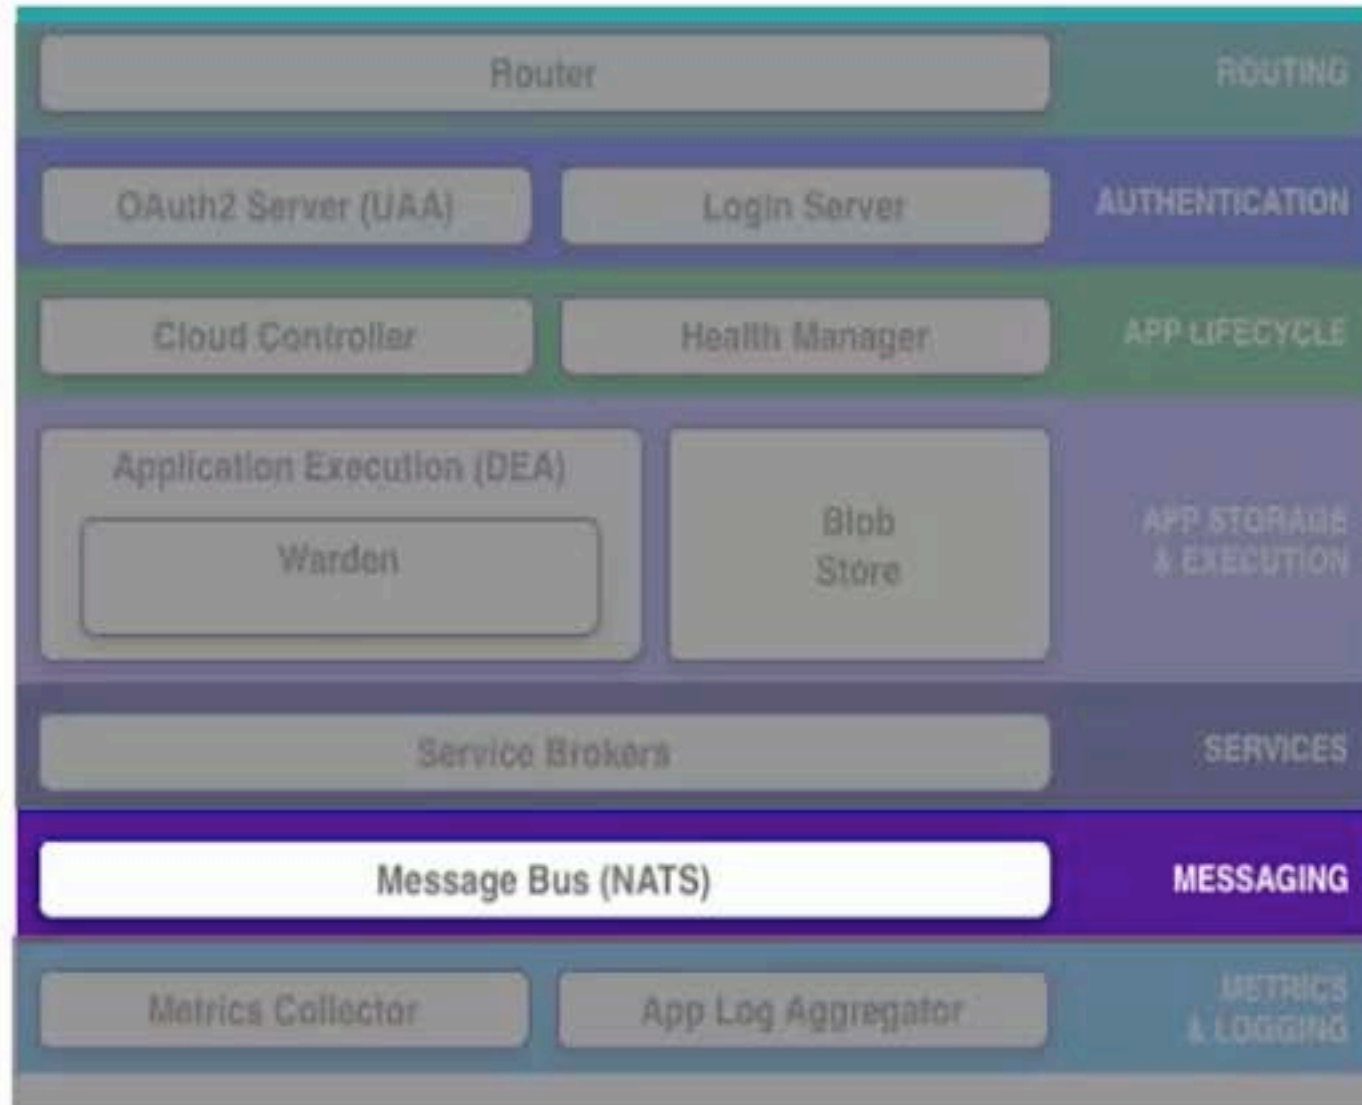 Router
ROUTING
OAuth2 Server (UAA)
Login Server
AUTHENTICATION
Cloud Controller
Health Manager
APP LIFECYCLE
Application Execution (DEA)
Warden
Blob
Store
APP STORAGE
& EXECUTION
Service Brokers
SERVICES
Message Bus (NATS)
MESSAGING
Metrics Collector
App Log Aggregator
METRICS
& LOGGING